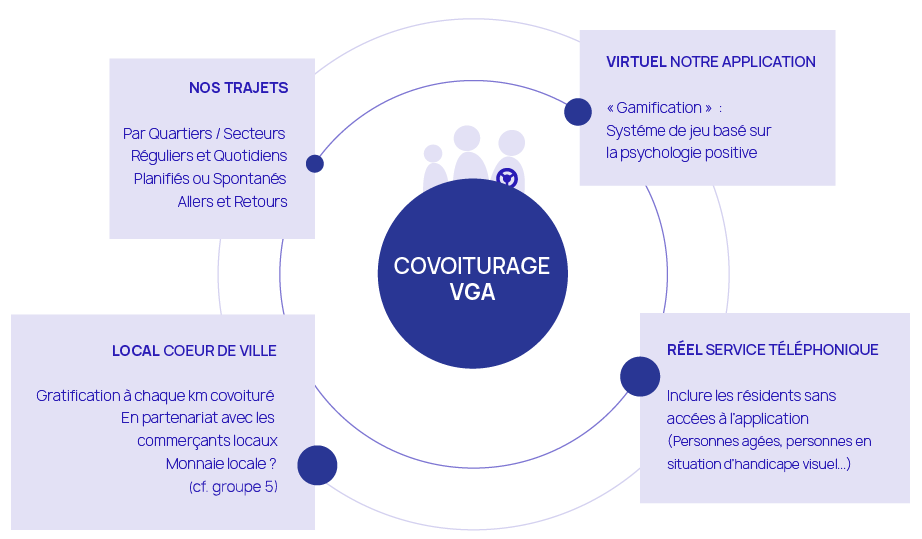 NOS TRAJETS
Par Quartiers / Secteurs
Réguliers et Quotidiens
Planifiés ou Spontanés
Allers et Retours
VIRTUEL NOTRE APPLICATION
« Gamification » :
Systéme de jeu basé sur
la psychologie positive
COVOITURAGE
VGA
LOCAL COEUR DE VILLE
Gratification à chaque km covoituré
En partenariat avec les
commerçants locaux
Monnaie locale ?
(cf. groupe 5)
RÉEL SERVICE TÉLÉPHONIQUE
Inclure les résidents sans
accées à l'application
(Personnes agées, personnes en
situation d'handicape visuel...)